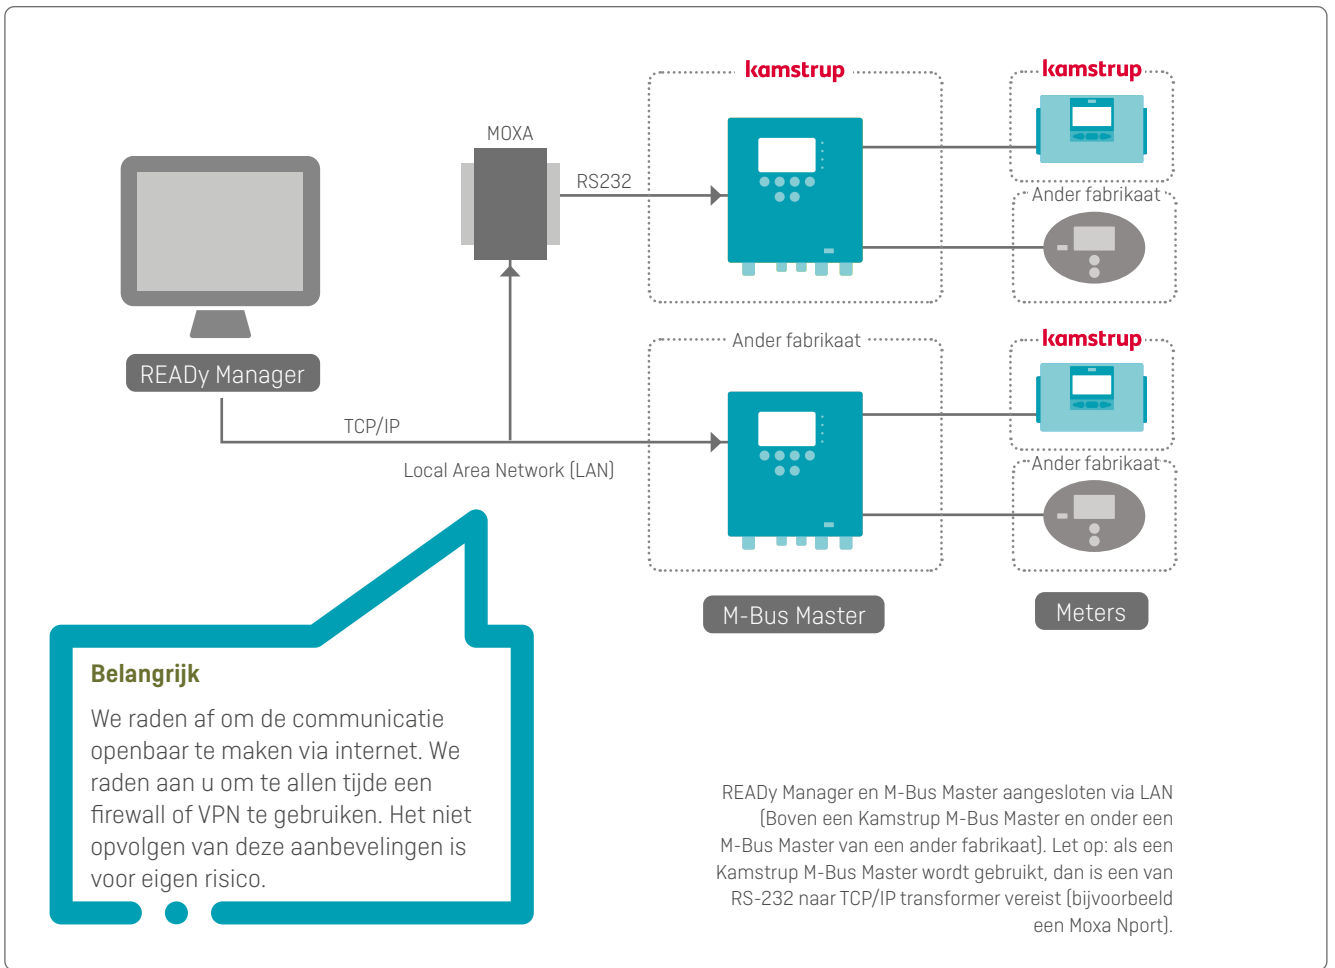 kamstrup
kamstrup
MOXA
RS232
Ander fabrikaat
READy Manager
Ander fabrikaat
kamstrup
TCP/IP
Local Area Network (LAN)
Ander fabrikaat
M-Bus Master
Meters
Belangrijk
We raden af om de communicatie
openbaar te maken via internet. We
raden aan u om te allen tijde een
firewall of VPN te gebruiken. Het niet
opvolgen van deze aanbevelingen is
voor eigen risico.
READy Manager en M-Bus Master aangesloten via LAN
(Boven een Kamstrup M-Bus Master en onder een
M-Bus Master van een ander fabrikaat). Let op: als een
Kamstrup M-Bus Master wordt gebruikt, dan is een van
RS-232 naar TCP/IP transformer vereist (bijvoorbeeld
een Moxa Nport).